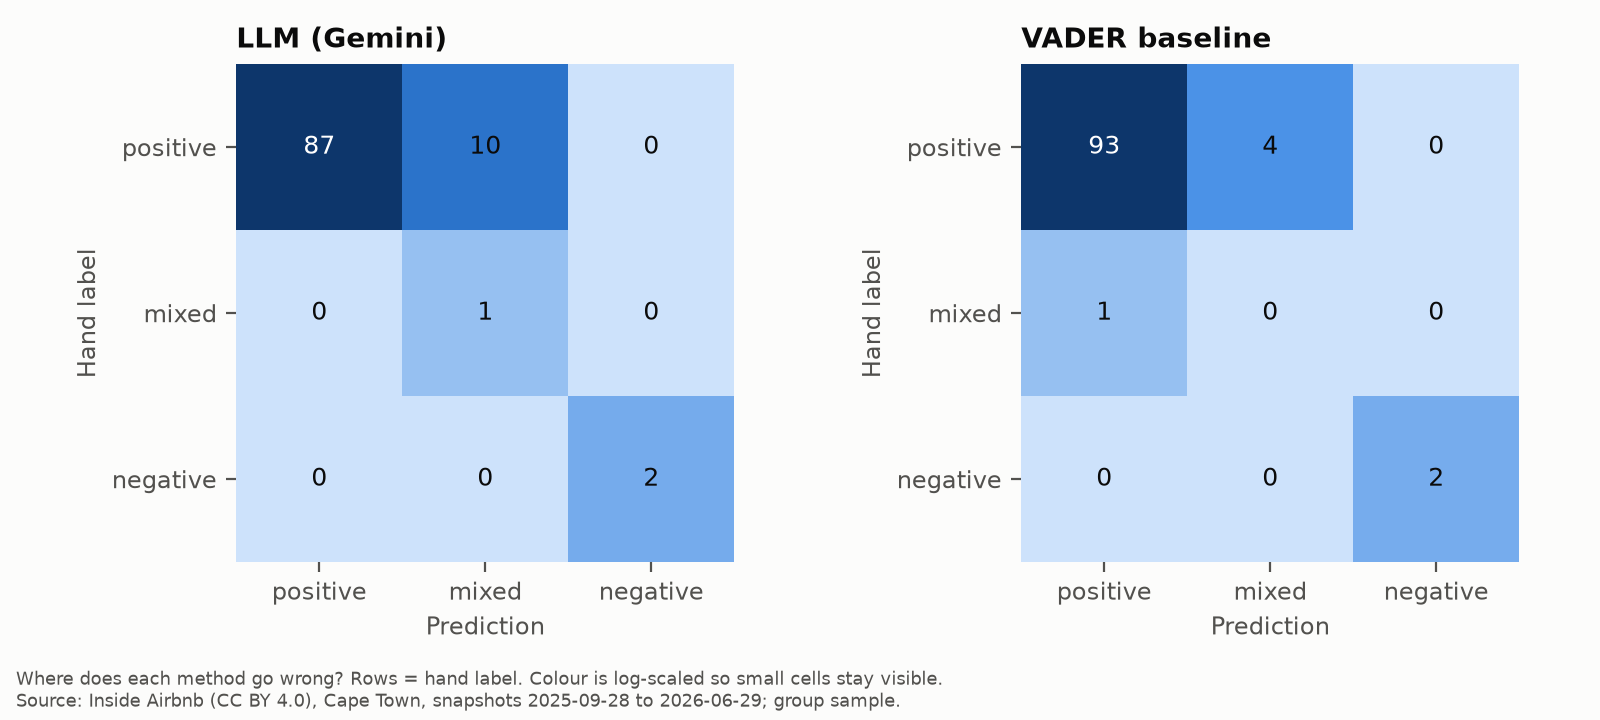 LLM (Gemini)
positive 87 10 0
mixed 0 1 0
negative 0 0 2
Hand label
positive mixed negative
Prediction
VADER baseline
positive 93 4 0
mixed 1 0 0
negative 0 0 2
Hand label
positive mixed negative
Prediction
Where does each method go wrong? Rows = hand label. Colour is log-scaled so small cells stay visible.
Source: Inside Airbnb (CC BY 4.0), Cape Town, snapshots 2025-09-28 to 2026-06-29; group sample.